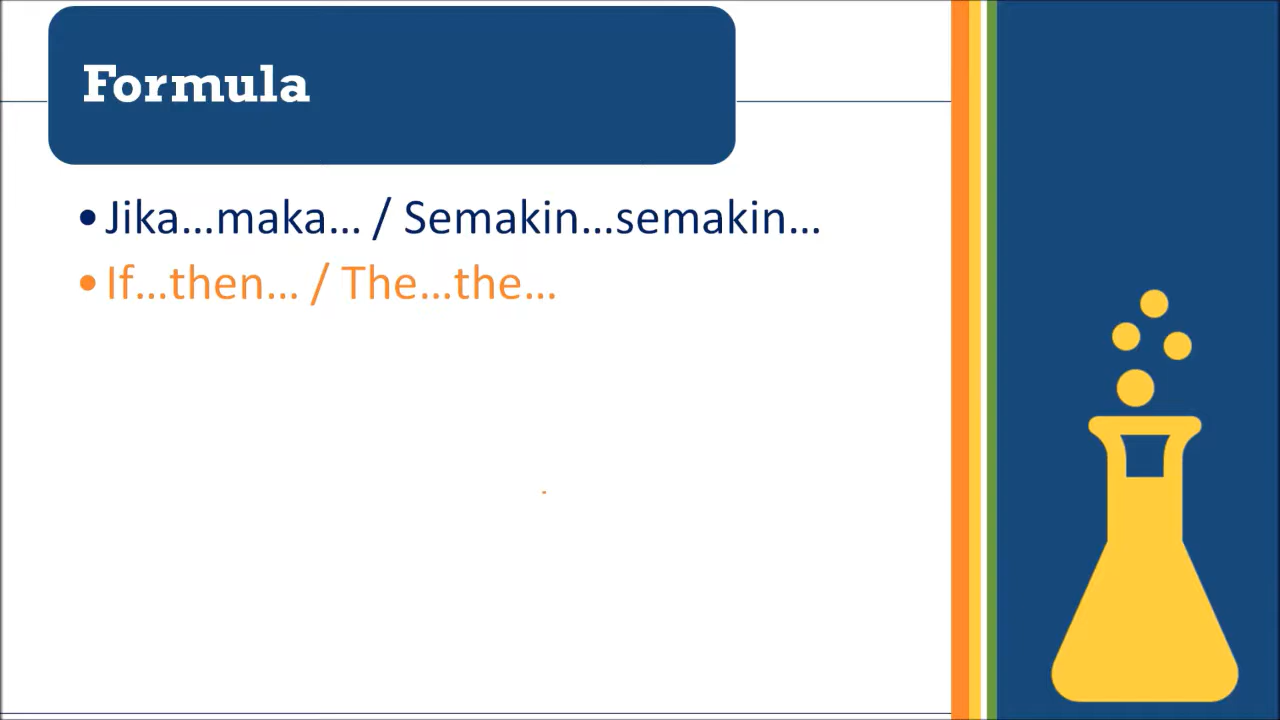 Formula
•Jika...maka... / Semakin...semakin...
•If...then... / The...the...